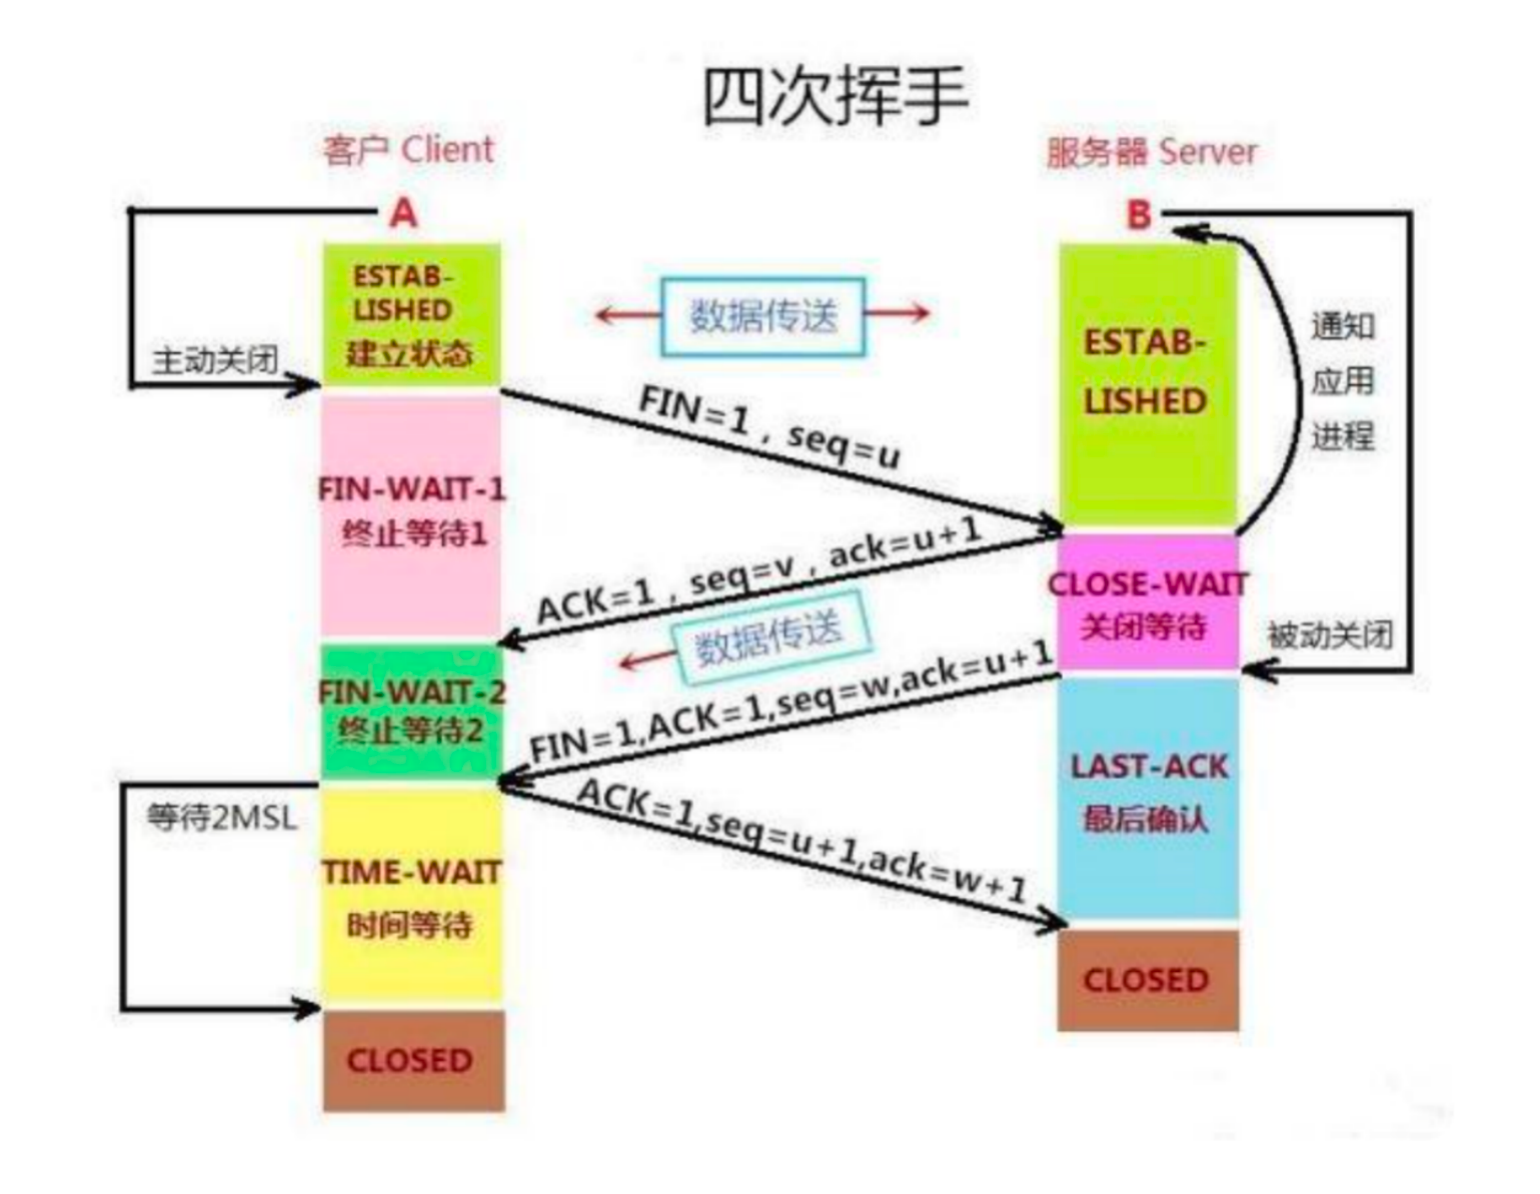 四次挥手
客户 Client
服务器 Server
A
B
ESTAB-
LISHED
建立状态
主动关闭
数据传送
ESTAB-
LISHED
通知
应用
进程
FIN=1，seq=u
FIN-WAIT-1
终止等待1
ACK=1，seq=v，ack=u+1
CLOSE-WAIT
关闭等待
被动关闭
数据传送
FIN-WAIT-2
终止等待2
FIN=1,ACK=1,seq=w,ack=u+1
LAST-ACK
最后确认
等待2MSL
ACK=1,seq=u+1,ack=w+1
TIME-WAIT
时间等待
CLOSED
CLOSED